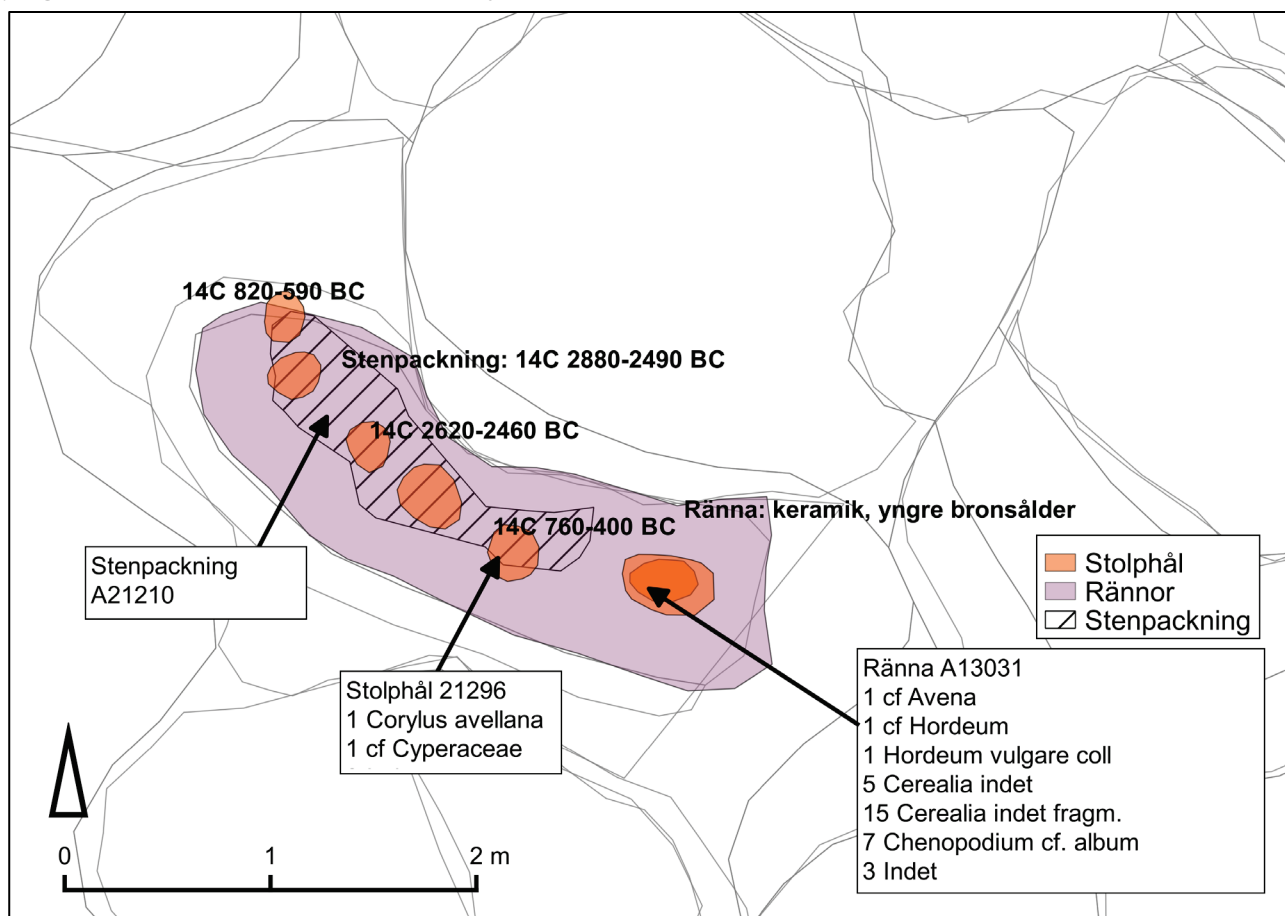 14C 820-590 BC
Stenpackning: 14C 2880-2490 BC
14C 2620-2460 BC
Ränna: keramik, yngre bronsålder
14C 760-400 BC
Stenpackning
A21210
Stolphål
Rännor
Stenpackning
Stolphål 21296
1 Corylus avellana
1 cf Cyperaceae
Ränna A13031
1 cf Avena
1 cf Hordeum
1 Hordeum vulgare coll
5 Cerealia indet
15 Cerealia indet fragm.
7 Chenopodium cf. album
3 Indet
0 1 2 m